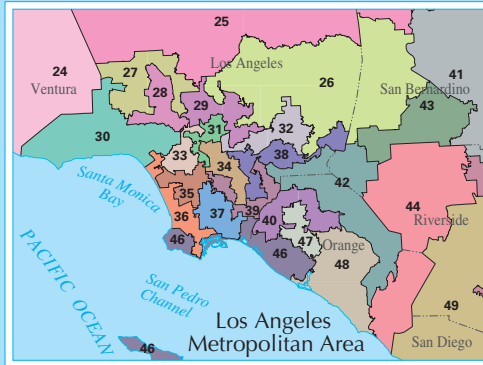 25
24
Ventura
27
Los Angeles
28
26
41
San Bernardino
29
43
30
31
32
33
34
38
Santa Monica
Bay
35
42
36
37
39
40
44
Riverside
46
47
Orange
46
48
PACIFIC OCEAN
San Pedro
Channel
49
Los Angeles
Metropolitan Area
San Diego
46